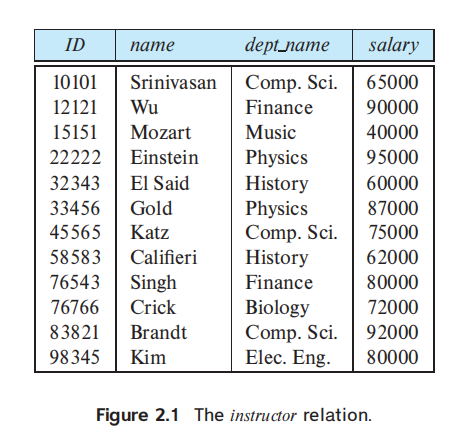 ID name dept_name salary
10101 Srinivasan Comp. Sci. 65000
12121 Wu Finance 90000
15151 Mozart Music 40000
22222 Einstein Physics 95000
32343 El Said History 60000
33456 Gold Physics 87000
45565 Katz Comp. Sci. 75000
58583 Califieri History 62000
76543 Singh Finance 80000
76766 Crick Biology 72000
83821 Brandt Comp. Sci. 92000
98345 Kim Elec. Eng. 80000
Figure 2.1 The instructor relation.